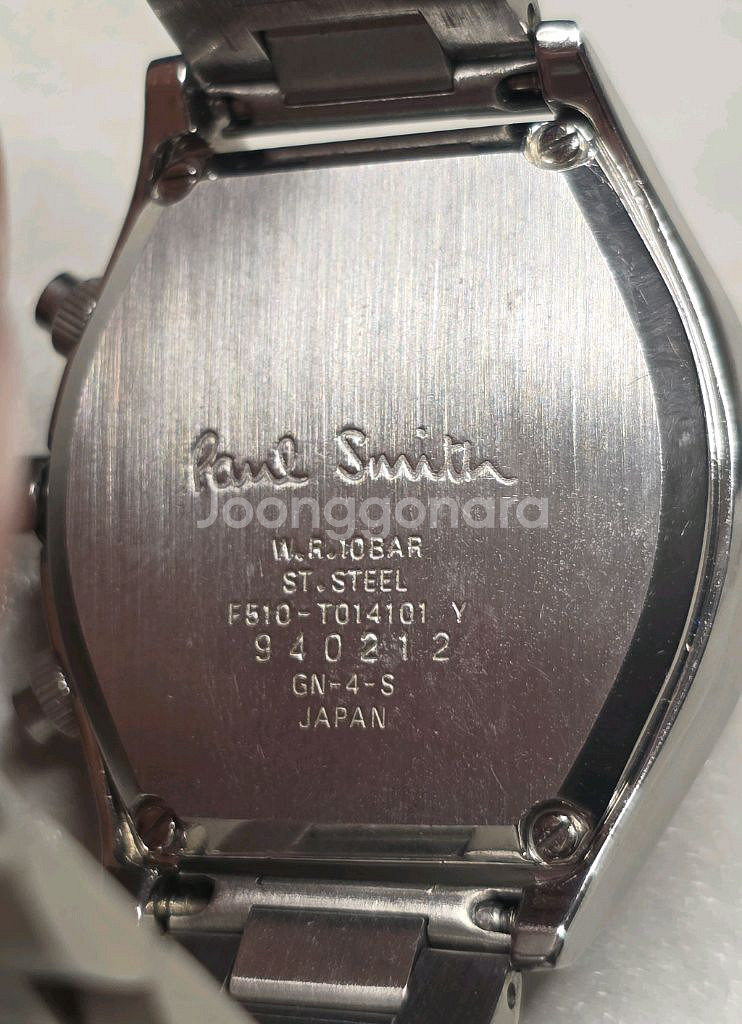 Paul Smith
Joonggonara
W.R.10BAR
ST.STEEL
F510-T014101 Y
940212
GN-4-S
JAPAN